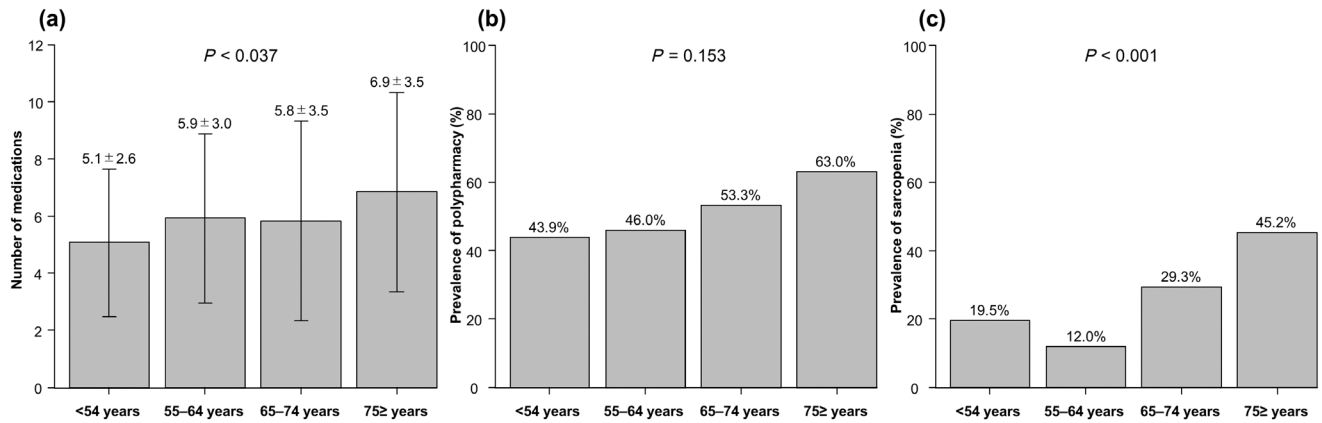 (a)
P < 0.037
Number of medications
12
10
8
6
4
2
0
5.1±2.6
5.9±3.0
5.8±3.5
6.9±3.5
<54 years
55–64 years
65–74 years
75≥ years
(b)
P = 0.153
Prevalence of polypharmacy (%)
100
80
60
40
20
0
43.9%
46.0%
53.3%
63.0%
<54 years
55–64 years
65–74 years
75≥ years
(c)
P < 0.001
Prevalence of sarcopenia (%)
100
80
60
40
20
0
19.5%
12.0%
29.3%
45.2%
<54 years
55–64 years
65–74 years
75≥ years